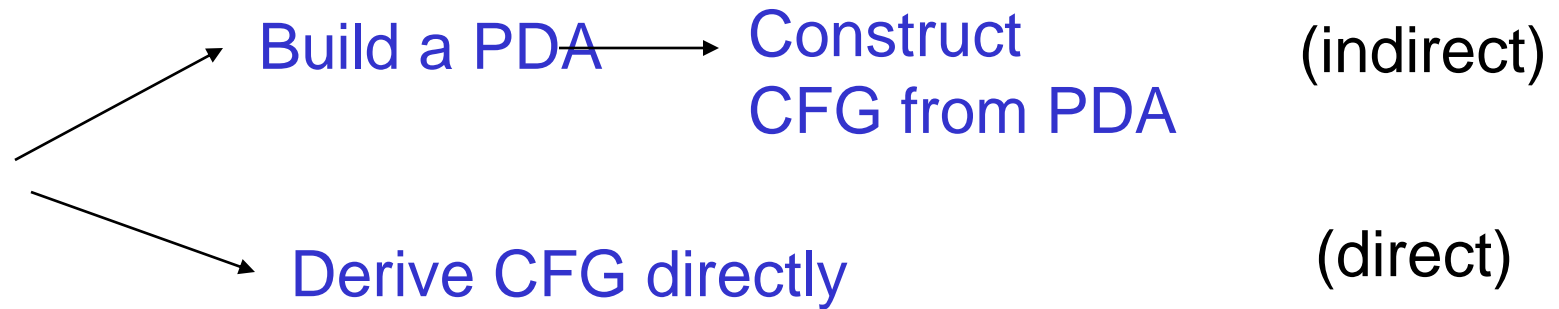 Build a PDA
Construct
CFG from PDA
(indirect)
Derive CFG directly
(direct)